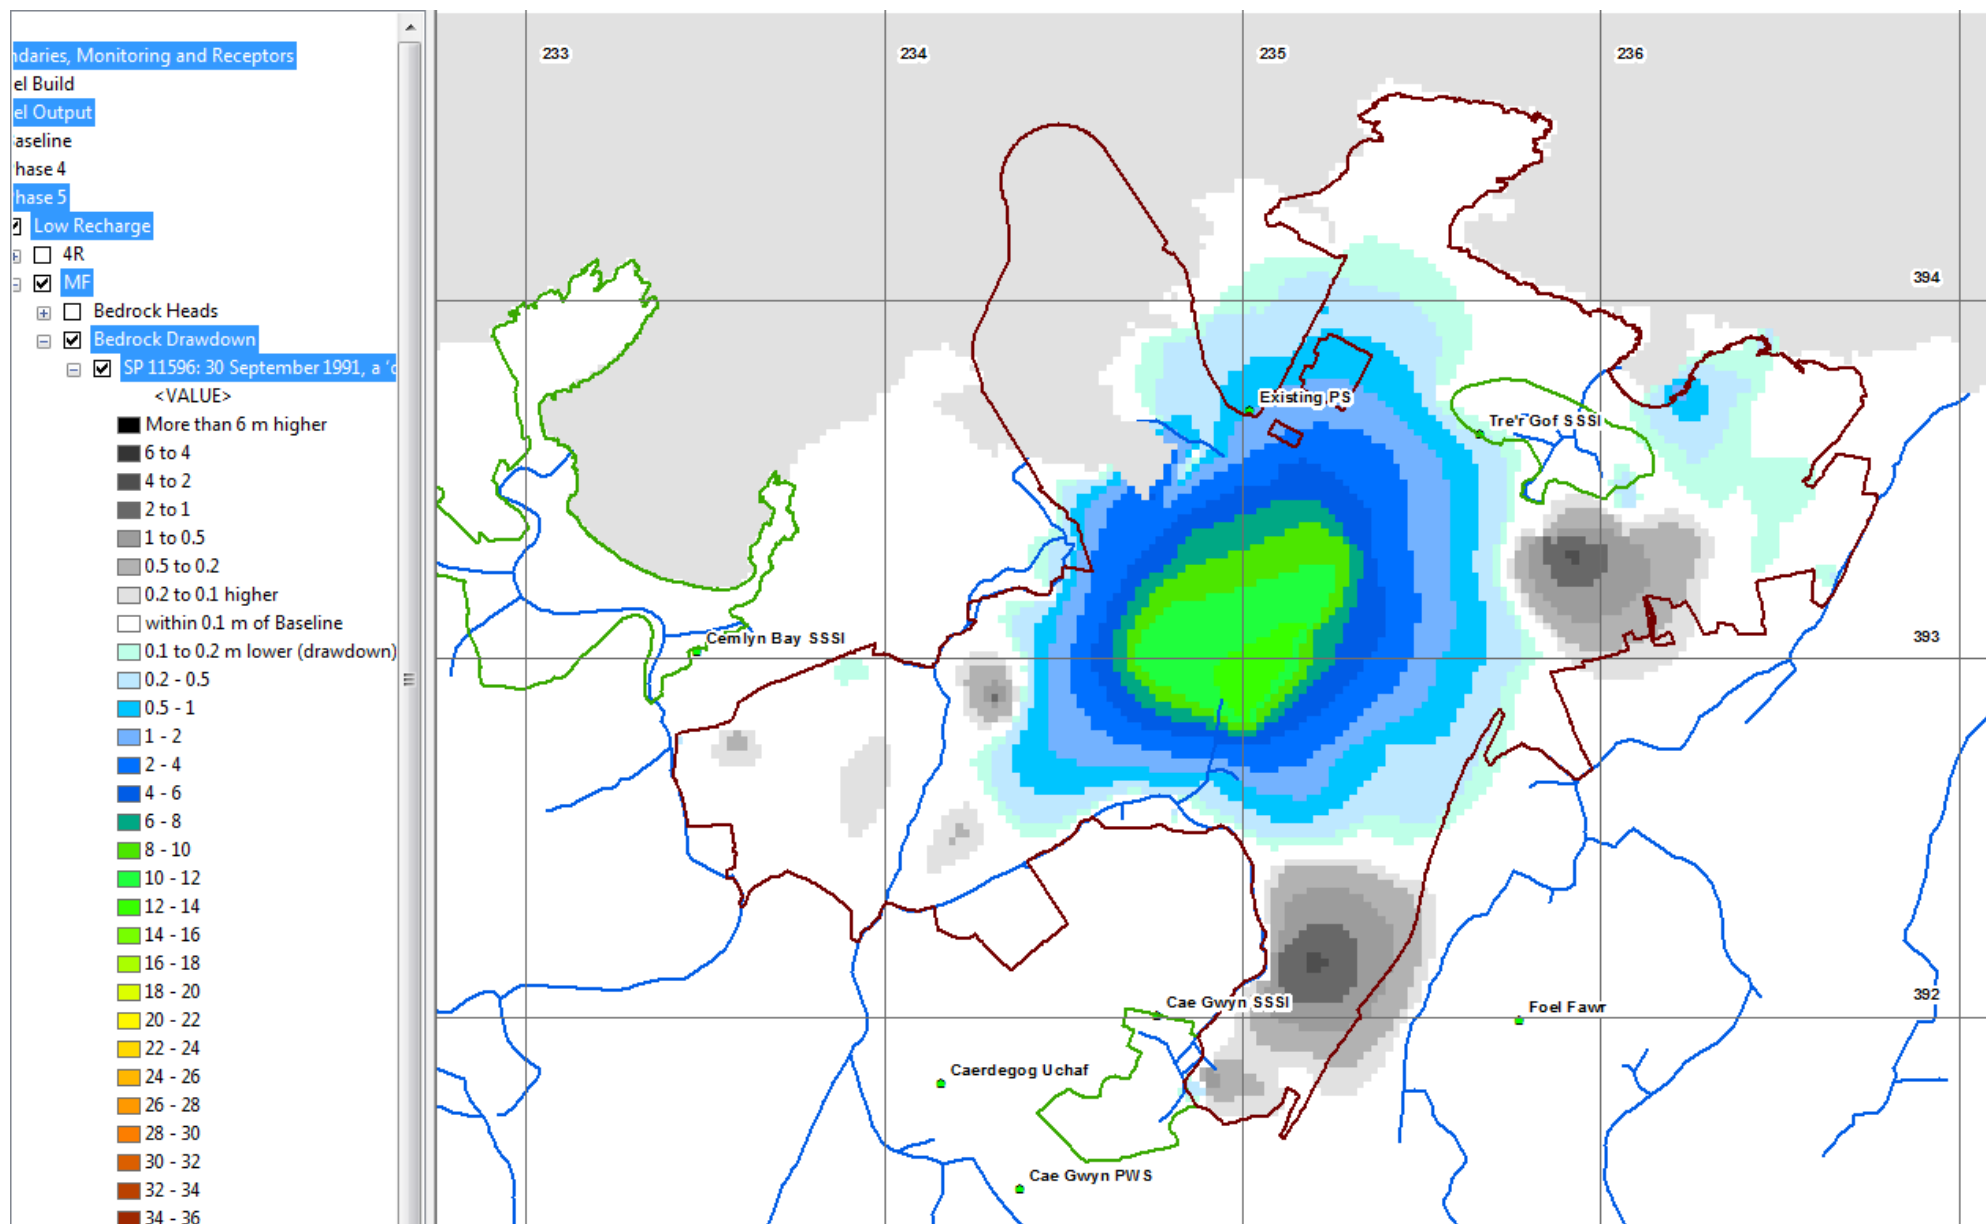 ndaries, Monitoring and Receptors
el Build
el Output
aseline
hase 4
hase 5
Low Recharge
4R
MF
Bedrock Heads
Bedrock Drawdown
SP 11596: 30 September 1991, a 'c
<VALUE>
More than 6 m higher
6 to 4
4 to 2
2 to 1
1 to 0.5
0.5 to 0.2
0.2 to 0.1 higher
within 0.1 m of Baseline
0.1 to 0.2 m lower (drawdown)
0.2 - 0.5
0.5 - 1
1 - 2
2 - 4
4 - 6
6 - 8
8 - 10
10 - 12
12 - 14
14 - 16
16 - 18
18 - 20
20 - 22
22 - 24
24 - 26
26 - 28
28 - 30
30 - 32
32 - 34
34 - 36
233
234
235
236
394
Existing PS
Tre'r Gof SSSI
Cemlyn Bay SSSI
393
392
Cae Gwyn SSSI
Foel Fawr
Caerdegog Uchaf
Cae Gwyn PWS